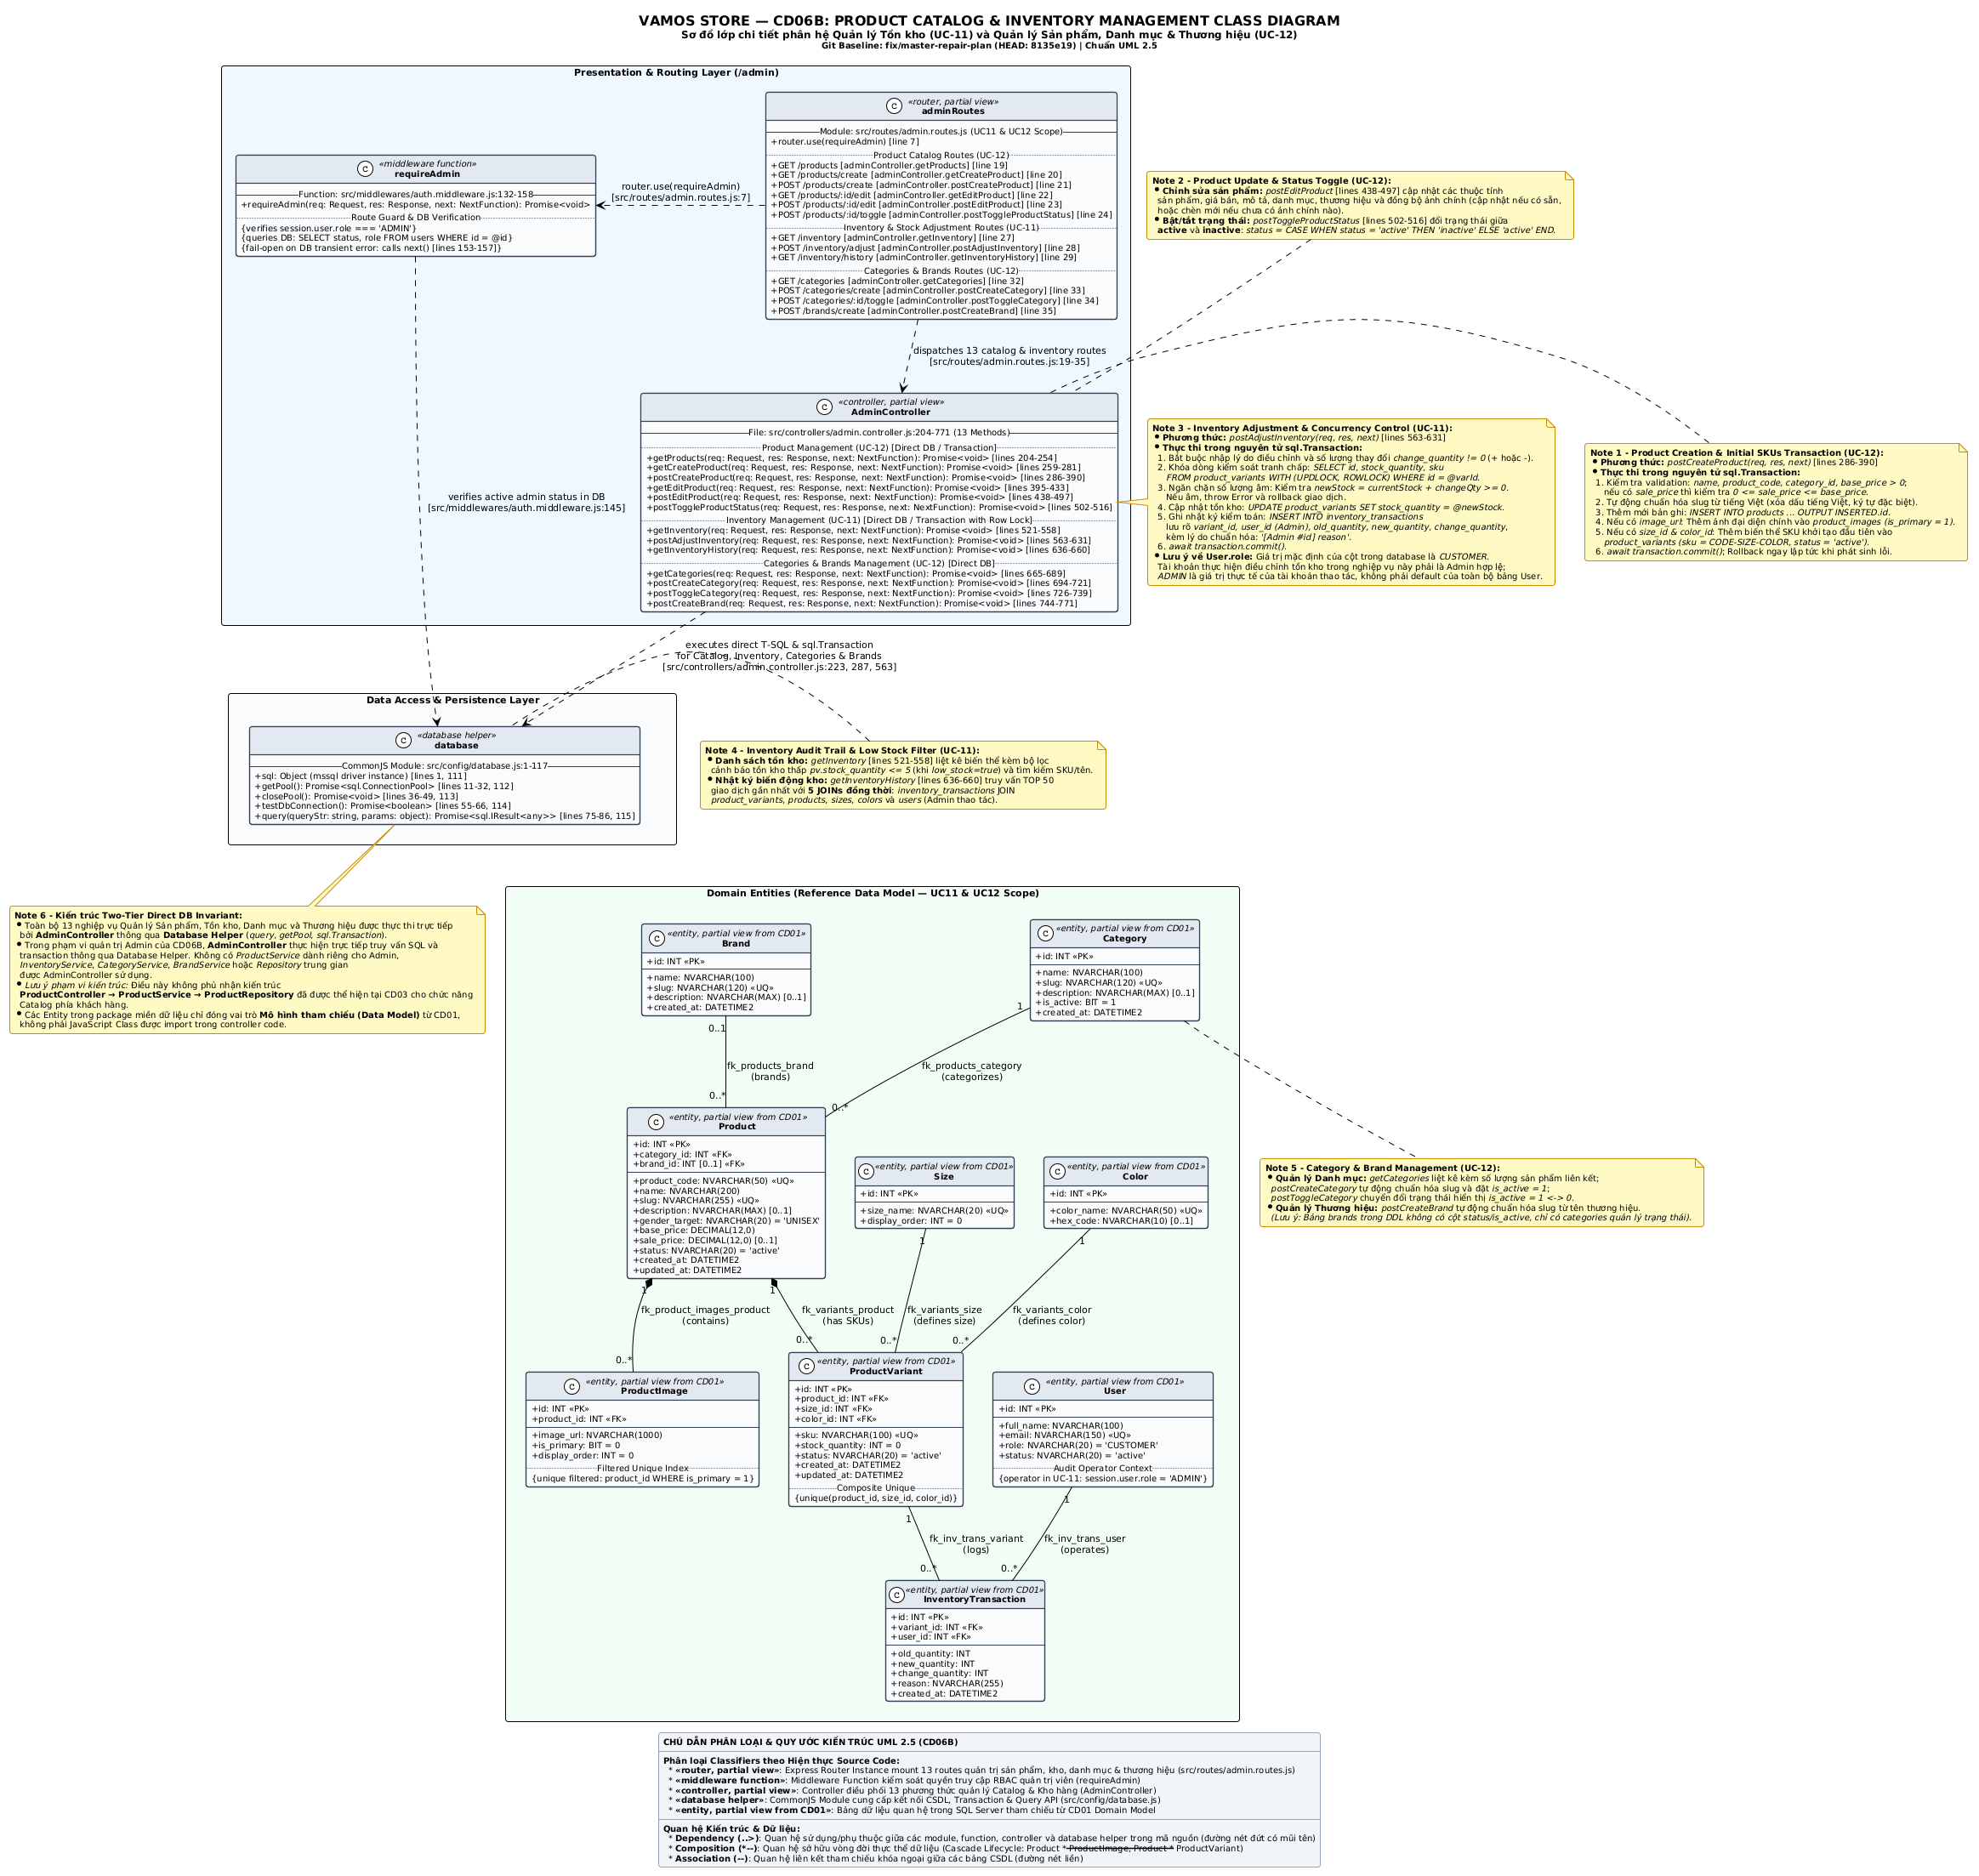 VAMOS STORE — CD06B: PRODUCT CATALOG & INVENTORY MANAGEMENT CLASS DIAGRAM
Sơ đồ lớp chi tiết phân hệ Quản lý Tồn kho (UC-11) và Quản lý Sản phẩm, Danh mục & Thương hiệu (UC-12)
Git Baseline: fix/master-repair-plan (HEAD: 8135e19) | Chuẩn UML 2.5
Presentation & Routing Layer (/admin)
«router, partial view»
adminRoutes
Module: src/routes/admin.routes.js (UC11 & UC12 Scope)
+router.use(requireAdmin) [line 7]
Product Catalog Routes (UC-12)
+GET /products [adminController.getProducts] [line 19]
+GET /products/create [adminController.getCreateProduct] [line 20]
+POST /products/create [adminController.postCreateProduct] [line 21]
+GET /products/:id/edit [adminController.getEditProduct] [line 22]
+POST /products/:id/edit [adminController.postEditProduct] [line 23]
+POST /products/:id/toggle [adminController.postToggleProductStatus] [line 24]
Inventory & Stock Adjustment Routes (UC-11)
+GET /inventory [adminController.getInventory] [line 27]
+POST /inventory/adjust [adminController.postAdjustInventory] [line 28]
+GET /inventory/history [adminController.getInventoryHistory] [line 29]
Categories & Brands Routes (UC-12)
+GET /categories [adminController.getCategories] [line 32]
+POST /categories/create [adminController.postCreateCategory] [line 33]
+POST /categories/:id/toggle [adminController.postToggleCategory] [line 34]
+POST /brands/create [adminController.postCreateBrand] [line 35]
«middleware function»
requireAdmin
Function: src/middlewares/auth.middleware.js:132-158
+requireAdmin(req: Request, res: Response, next: NextFunction): Promise<void>
Route Guard & DB Verification
{verifies session.user.role === 'ADMIN'}
{queries DB: SELECT status, role FROM users WHERE id = @id}
{fail-open on DB transient error: calls next() [lines 153-157]}
router.use(requireAdmin)
[src/routes/admin.routes.js:7]
Note 2 - Product Update & Status Toggle (UC-12):
• Chỉnh sửa sản phẩm: postEditProduct [lines 438-497] cập nhật các thuộc tính
sản phẩm, giá bán, mô tả, danh mục, thương hiệu và đồng bộ ảnh chính (cập nhật nếu có sẵn,
hoặc chèn mới nếu chưa có ảnh chính nào).
• Bật/tắt trạng thái: postToggleProductStatus [lines 502-516] đổi trạng thái giữa
active và inactive: status = CASE WHEN status = 'active' THEN 'inactive' ELSE 'active' END.
dispatches 13 catalog & inventory routes
[src/routes/admin.routes.js:19-35]
«controller, partial view»
AdminController
File: src/controllers/admin.controller.js:204-771 (13 Methods)
Product Management (UC-12) [Direct DB / Transaction]
+getProducts(req: Request, res: Response, next: NextFunction): Promise<void> [lines 204-254]
+getCreateProduct(req: Request, res: Response, next: NextFunction): Promise<void> [lines 259-281]
+postCreateProduct(req: Request, res: Response, next: NextFunction): Promise<void> [lines 286-390]
+getEditProduct(req: Request, res: Response, next: NextFunction): Promise<void> [lines 395-433]
+postEditProduct(req: Request, res: Response, next: NextFunction): Promise<void> [lines 438-497]
+postToggleProductStatus(req: Request, res: Response, next: NextFunction): Promise<void> [lines 502-516]
Inventory Management (UC-11) [Direct DB / Transaction with Row Lock]
+getInventory(req: Request, res: Response, next: NextFunction): Promise<void> [lines 521-558]
+postAdjustInventory(req: Request, res: Response, next: NextFunction): Promise<void> [lines 563-631]
+getInventoryHistory(req: Request, res: Response, next: NextFunction): Promise<void> [lines 636-660]
Categories & Brands Management (UC-12) [Direct DB]
+getCategories(req: Request, res: Response, next: NextFunction): Promise<void> [lines 665-689]
+postCreateCategory(req: Request, res: Response, next: NextFunction): Promise<void> [lines 694-721]
+postToggleCategory(req: Request, res: Response, next: NextFunction): Promise<void> [lines 726-739]
+postCreateBrand(req: Request, res: Response, next: NextFunction): Promise<void> [lines 744-771]
Note 3 - Inventory Adjustment & Concurrency Control (UC-11):
• Phương thức: postAdjustInventory(req, res, next) [lines 563-631]
• Thực thi trong nguyên tử sql.Transaction:
1. Bắt buộc nhập lý do điều chỉnh và số lượng thay đổi change_quantity != 0 (+ hoặc -).
2. Khóa dòng kiểm soát tranh chấp: SELECT id, stock_quantity, sku
FROM product_variants WITH (UPDLOCK, ROWLOCK) WHERE id = @varId.
3. Ngăn chặn số lượng âm: Kiểm tra newStock = currentStock + changeQty >= 0.
Nếu âm, throw Error và rollback giao dịch.
4. Cập nhật tồn kho: UPDATE product_variants SET stock_quantity = @newStock.
5. Ghi nhật ký kiểm toán: INSERT INTO inventory_transactions
lưu rõ variant_id, user_id (Admin), old_quantity, new_quantity, change_quantity,
kèm lý do chuẩn hóa: '[Admin #id] reason'.
6. await transaction.commit().
• Lưu ý về User.role: Giá trị mặc định của cột trong database là CUSTOMER.
Tài khoản thực hiện điều chỉnh tồn kho trong nghiệp vụ này phải là Admin hợp lệ;
ADMIN là giá trị thực tế của tài khoản thao tác, không phải default của toàn bộ bảng User.
Note 1 - Product Creation & Initial SKUs Transaction (UC-12):
• Phương thức: postCreateProduct(req, res, next) [lines 286-390]
• Thực thi trong nguyên tử sql.Transaction:
1. Kiểm tra validation: name, product_code, category_id, base_price > 0;
nếu có sale_price thì kiểm tra 0 <= sale_price <= base_price.
2. Tự động chuẩn hóa slug từ tiếng Việt (xóa dấu tiếng Việt, ký tự đặc biệt).
3. Thêm mới bản ghi: INSERT INTO products ... OUTPUT INSERTED.id.
4. Nếu có image_url: Thêm ảnh đại diện chính vào product_images (is_primary = 1).
5. Nếu có size_id & color_id: Thêm biến thể SKU khởi tạo đầu tiên vào
product_variants (sku = CODE-SIZE-COLOR, status = 'active').
6. await transaction.commit(); Rollback ngay lập tức khi phát sinh lỗi.
verifies active admin status in DB
[src/middlewares/auth.middleware.js:145]
executes direct T-SQL & sql.Transaction
for Catalog, Inventory, Categories & Brands
[src/controllers/admin.controller.js:223, 287, 563]
Data Access & Persistence Layer
«database helper»
database
CommonJS Module: src/config/database.js:1-117
+sql: Object (mssql driver instance) [lines 1, 111]
+getPool(): Promise<sql.ConnectionPool> [lines 11-32, 112]
+closePool(): Promise<void> [lines 36-49, 113]
+testDbConnection(): Promise<boolean> [lines 55-66, 114]
+query(queryStr: string, params: object): Promise<sql.IResult<any>> [lines 75-86, 115]
Note 4 - Inventory Audit Trail & Low Stock Filter (UC-11):
• Danh sách tồn kho: getInventory [lines 521-558] liệt kê biến thể kèm bộ lọc
cảnh báo tồn kho thấp pv.stock_quantity <= 5 (khi low_stock=true) và tìm kiếm SKU/tên.
• Nhật ký biến động kho: getInventoryHistory [lines 636-660] truy vấn TOP 50
giao dịch gần nhất với 5 JOINs đồng thời: inventory_transactions JOIN
product_variants, products, sizes, colors và users (Admin thao tác).
Note 6 - Kiến trúc Two-Tier Direct DB Invariant:
• Toàn bộ 13 nghiệp vụ Quản lý Sản phẩm, Tồn kho, Danh mục và Thương hiệu được thực thi trực tiếp
bởi AdminController thông qua Database Helper (query, getPool, sql.Transaction).
• Trong phạm vi quản trị Admin của CD06B, AdminController thực hiện trực tiếp truy vấn SQL và
transaction thông qua Database Helper. Không có ProductService dành riêng cho Admin,
InventoryService, CategoryService, BrandService hoặc Repository trung gian
được AdminController sử dụng.
• Lưu ý phạm vi kiến trúc: Điều này không phủ nhận kiến trúc
ProductController → ProductService → ProductRepository đã được thể hiện tại CD03 cho chức năng
Catalog phía khách hàng.
• Các Entity trong package miền dữ liệu chỉ đóng vai trò Mô hình tham chiếu (Data Model) từ CD01,
không phải JavaScript Class được import trong controller code.
Domain Entities (Reference Data Model — UC11 & UC12 Scope)
«entity, partial view from CD01»
Brand
+id: INT «PK»
+name: NVARCHAR(100)
+slug: NVARCHAR(120) «UQ»
+description: NVARCHAR(MAX) [0..1]
+created_at: DATETIME2
«entity, partial view from CD01»
Category
+id: INT «PK»
+name: NVARCHAR(100)
+slug: NVARCHAR(120) «UQ»
+description: NVARCHAR(MAX) [0..1]
+is_active: BIT = 1
+created_at: DATETIME2
0..1
1
fk_products_brand
(brands)
fk_products_category
(categorizes)
0..*
0..*
«entity, partial view from CD01»
Product
+id: INT «PK»
+category_id: INT «FK»
+brand_id: INT [0..1] «FK»
+product_code: NVARCHAR(50) «UQ»
+name: NVARCHAR(200)
+slug: NVARCHAR(255) «UQ»
+description: NVARCHAR(MAX) [0..1]
+gender_target: NVARCHAR(20) = 'UNISEX'
+base_price: DECIMAL(12,0)
+sale_price: DECIMAL(12,0) [0..1]
+status: NVARCHAR(20) = 'active'
+created_at: DATETIME2
+updated_at: DATETIME2
«entity, partial view from CD01»
Size
+id: INT «PK»
+size_name: NVARCHAR(20) «UQ»
+display_order: INT = 0
«entity, partial view from CD01»
Color
+id: INT «PK»
+color_name: NVARCHAR(50) «UQ»
+hex_code: NVARCHAR(10) [0..1]
Note 5 - Category & Brand Management (UC-12):
• Quản lý Danh mục: getCategories liệt kê kèm số lượng sản phẩm liên kết;
postCreateCategory tự động chuẩn hóa slug và đặt is_active = 1;
postToggleCategory chuyển đổi trạng thái hiển thị is_active = 1 <-> 0.
• Quản lý Thương hiệu: postCreateBrand tự động chuẩn hóa slug từ tên thương hiệu.
(Lưu ý: Bảng brands trong DDL không có cột status/is_active, chỉ có categories quản lý trạng thái).
1
1
1
1
fk_product_images_product
(contains)
fk_variants_product
(has SKUs)
fk_variants_size
(defines size)
fk_variants_color
(defines color)
0..*
0..*
0..*
0..*
«entity, partial view from CD01»
ProductImage
+id: INT «PK»
+product_id: INT «FK»
+image_url: NVARCHAR(1000)
+is_primary: BIT = 0
+display_order: INT = 0
Filtered Unique Index
{unique filtered: product_id WHERE is_primary = 1}
«entity, partial view from CD01»
ProductVariant
+id: INT «PK»
+product_id: INT «FK»
+size_id: INT «FK»
+color_id: INT «FK»
+sku: NVARCHAR(100) «UQ»
+stock_quantity: INT = 0
+status: NVARCHAR(20) = 'active'
+created_at: DATETIME2
+updated_at: DATETIME2
Composite Unique
{unique(product_id, size_id, color_id)}
«entity, partial view from CD01»
User
+id: INT «PK»
+full_name: NVARCHAR(100)
+email: NVARCHAR(150) «UQ»
+role: NVARCHAR(20) = 'CUSTOMER'
+status: NVARCHAR(20) = 'active'
Audit Operator Context
{operator in UC-11: session.user.role = 'ADMIN'}
1
1
fk_inv_trans_variant
(logs)
fk_inv_trans_user
(operates)
0..*
0..*
«entity, partial view from CD01»
InventoryTransaction
+id: INT «PK»
+variant_id: INT «FK»
+user_id: INT «FK»
+old_quantity: INT
+new_quantity: INT
+change_quantity: INT
+reason: NVARCHAR(255)
+created_at: DATETIME2
CHÚ DẪN PHÂN LOẠI & QUY ƯỚC KIẾN TRÚC UML 2.5 (CD06B)
Phân loại Classifiers theo Hiện thực Source Code:
* «router, partial view»: Express Router Instance mount 13 routes quản trị sản phẩm, kho, danh mục & thương hiệu (src/routes/admin.routes.js)
* «middleware function»: Middleware Function kiểm soát quyền truy cập RBAC quản trị viên (requireAdmin)
* «controller, partial view»: Controller điều phối 13 phương thức quản lý Catalog & Kho hàng (AdminController)
* «database helper»: CommonJS Module cung cấp kết nối CSDL, Transaction & Query API (src/config/database.js)
* «entity, partial view from CD01»: Bảng dữ liệu quan hệ trong SQL Server tham chiếu từ CD01 Domain Model
Quan hệ Kiến trúc & Dữ liệu:
* Dependency (..>): Quan hệ sử dụng/phụ thuộc giữa các module, function, controller và database helper trong mã nguồn (đường nét đứt có mũi tên)
* Composition (*--): Quan hệ sở hữu vòng đời thực thể dữ liệu (Cascade Lifecycle: Product * ProductImage, Product * ProductVariant)
* Association (--): Quan hệ liên kết tham chiếu khóa ngoại giữa các bảng CSDL (đường nét liền)